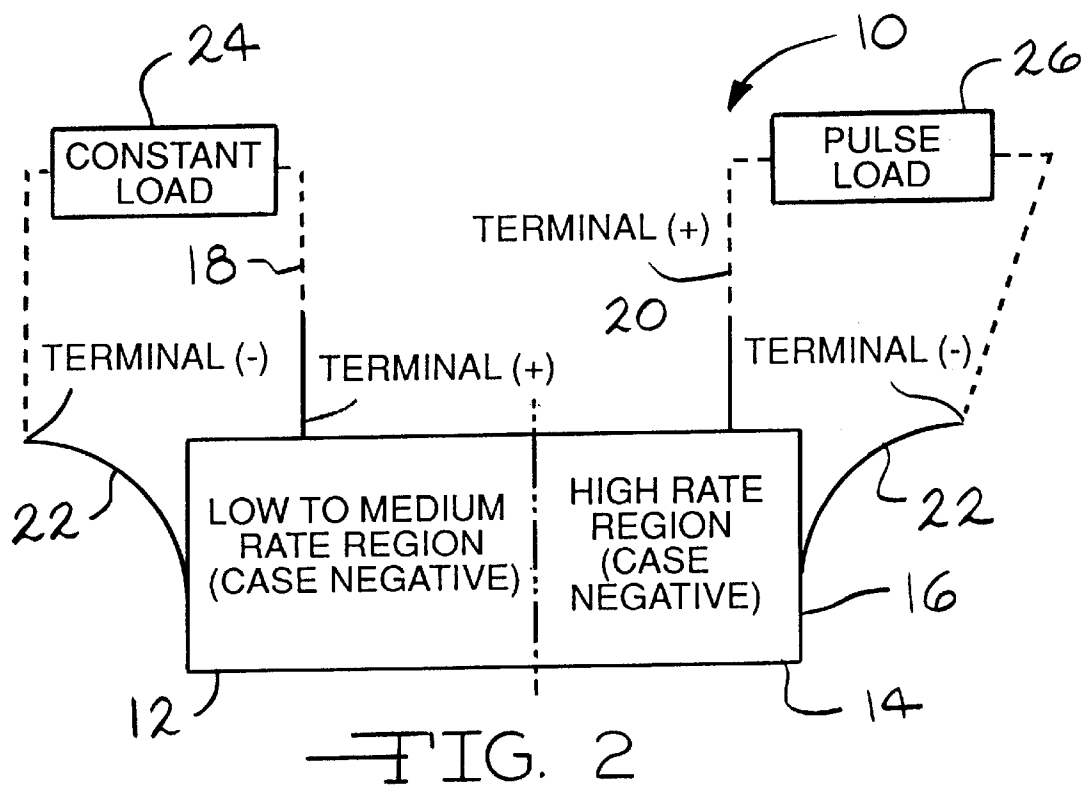 24
10
26
CONSTANT
LOAD
PULSE
LOAD
TERMINAL (+)
18
20
TERMINAL (-)
TERMINAL (+)
TERMINAL (-)
22
LOW TO MEDIUM
RATE REGION
(CASE NEGATIVE)
HIGH RATE
REGION
(CASE
NEGATIVE)
22
16
12
14
FIG. 2